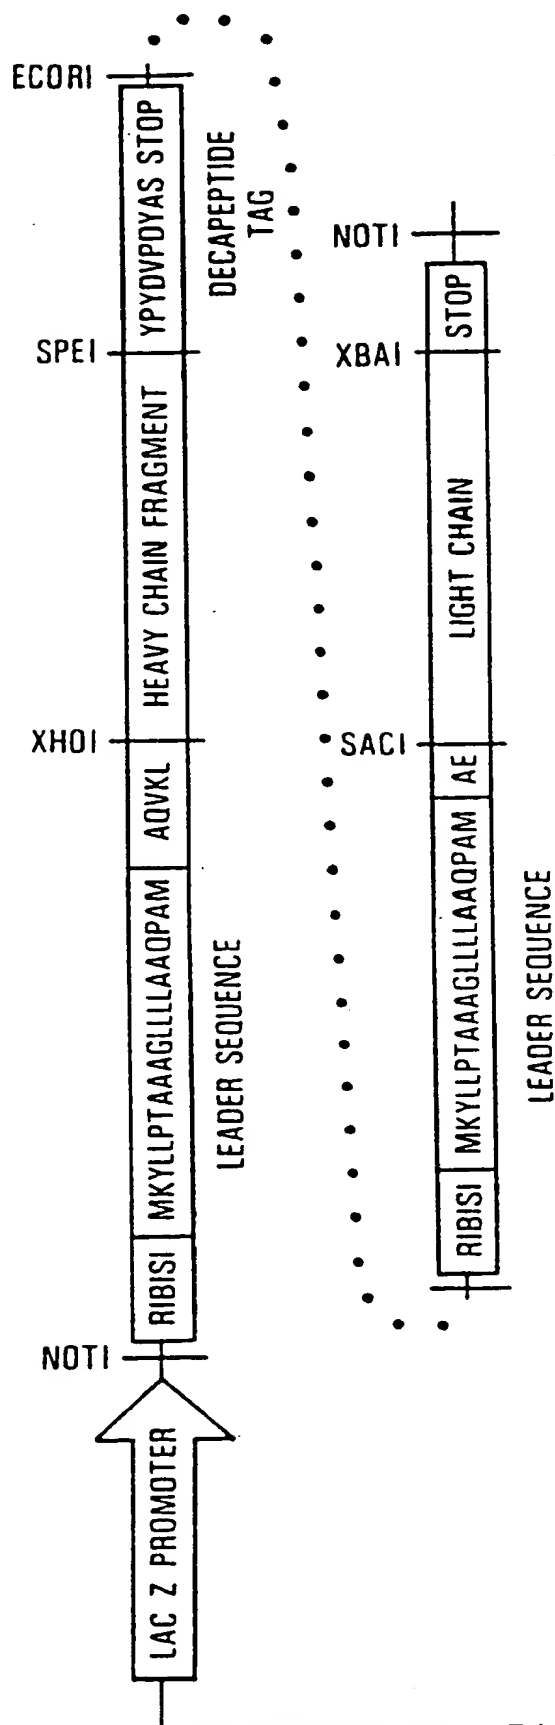 ECORI
YPYDVPDYAS STOP
DECAPEPTIDE
TAG
SPEI
HEAVY CHAIN FRAGMENT
XHOI
AQVKL
MKYLLPTAAAGLLLLAAQPAM
LEADER SEQUENCE
RIBISI
NOTI
LAC Z PROMOTER
NOTI
STOP
XBAI
LIGHT CHAIN
SACI
AE
MKYLLPTAAAGLLLLAAQPAM
LEADER SEQUENCE
RIBISI